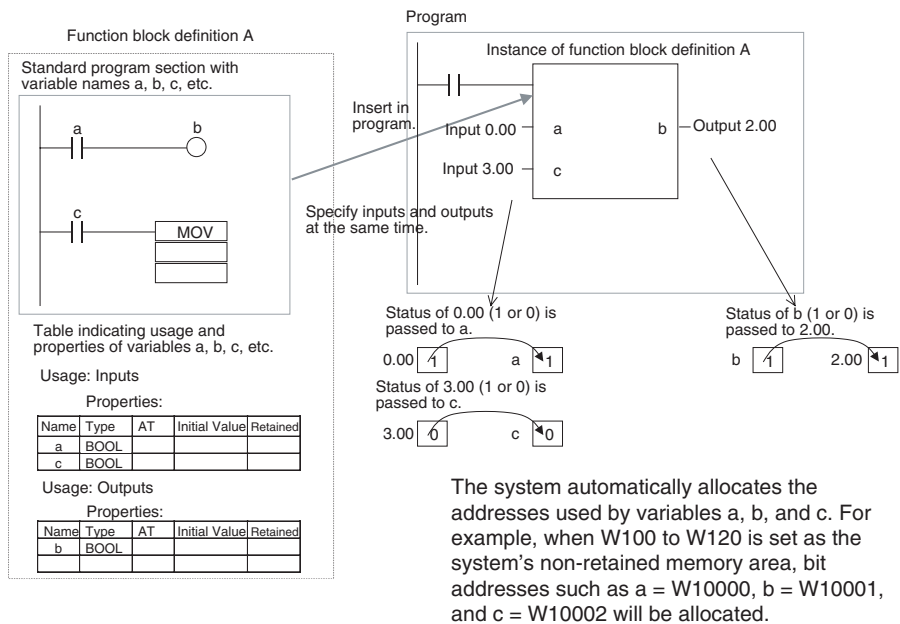 Function block definition A
Standard program section with
variable names a, b, c, etc.
a
b
c
MOV
Table indicating usage and
properties of variables a, b, c, etc.
Usage: Inputs
Properties:
Name Type AT Initial Value Retained
a BOOL
c BOOL
Usage: Outputs
Properties:
Name Type AT Initial Value Retained
b BOOL
Program
Instance of function block definition A
Insert in
program.
Input 0.00 a b Output 2.00
Input 3.00 c
Specify inputs and outputs
at the same time.
Status of 0.00 (1 or 0) is
passed to a.
0.00 1 a 1
Status of 3.00 (1 or 0) is
passed to c.
3.00 0 c 0
Status of b (1 or 0) is
passed to 2.00.
b 1 2.00 1
The system automatically allocates the
addresses used by variables a, b, and c. For
example, when W100 to W120 is set as the
system's non-retained memory area, bit
addresses such as a = W10000, b = W10001,
and c = W10002 will be allocated.